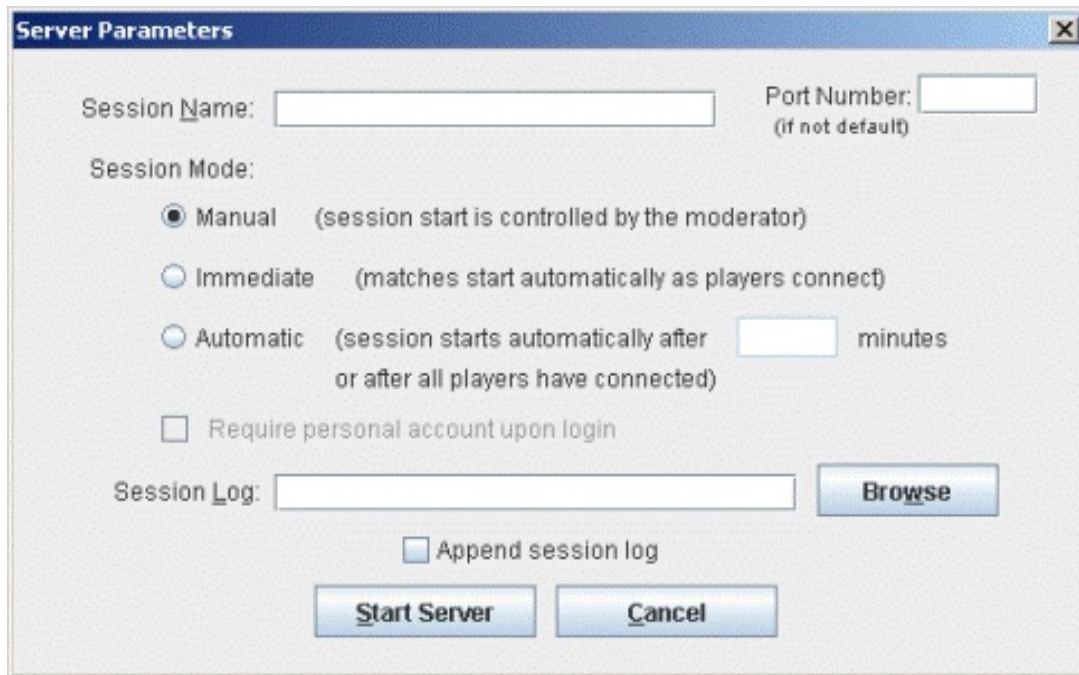 Server Parameters
Session Name:
Port Number:
(if not default)
Session Mode:
Manual (session start is controlled by the moderator)
Immediate (matches start automatically as players connect)
Automatic (session starts automatically after minutes
or after all players have connected)
Require personal account upon login
Session Log:
Browse
Append session log
Start Server
Cancel